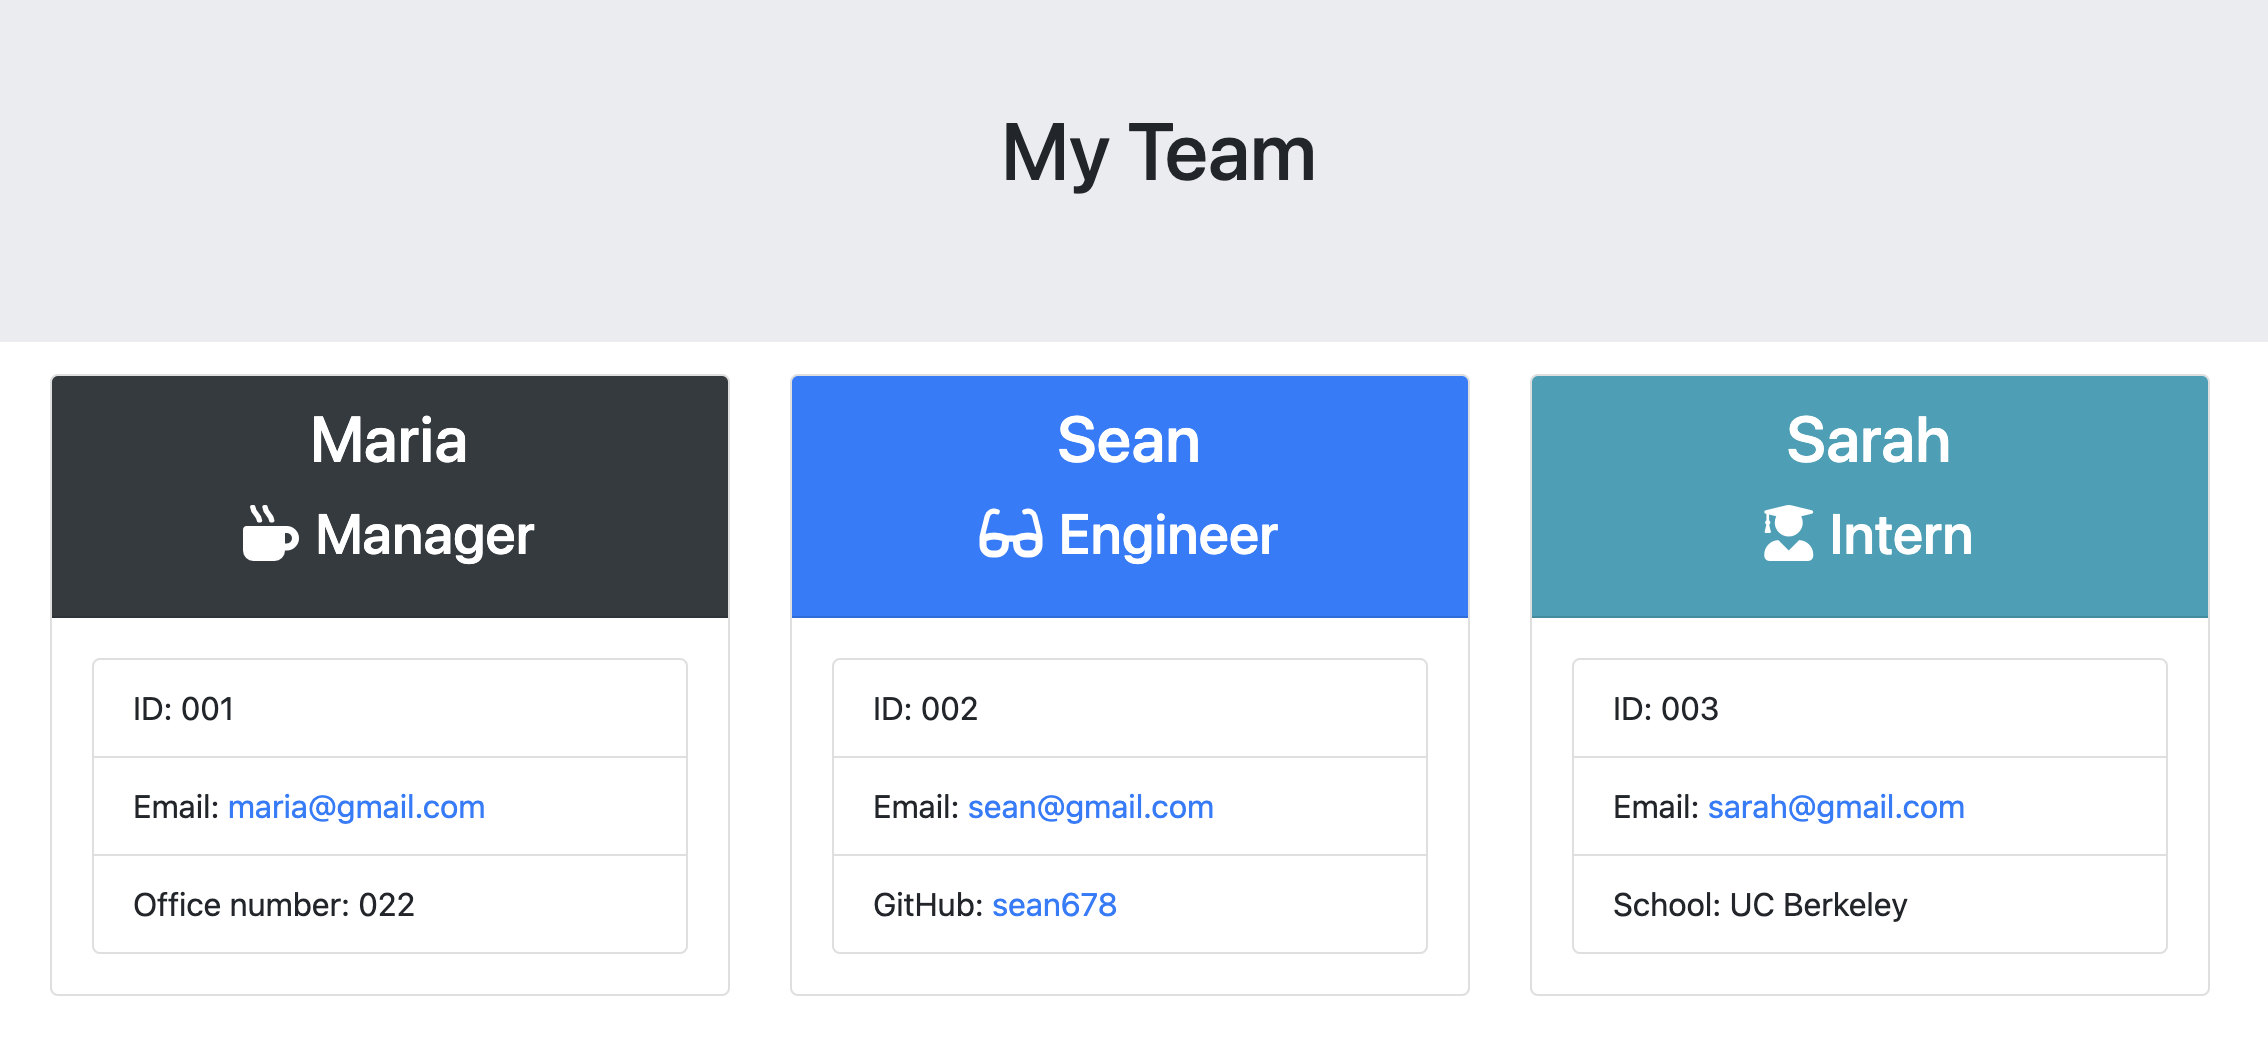 My Team
Maria
Manager
ID: 001
Email: maria@gmail.com
Office number: 022
Sean
Engineer
ID: 002
Email: sean@gmail.com
GitHub: sean678
Sarah
Intern
ID: 003
Email: sarah@gmail.com
School: UC Berkeley